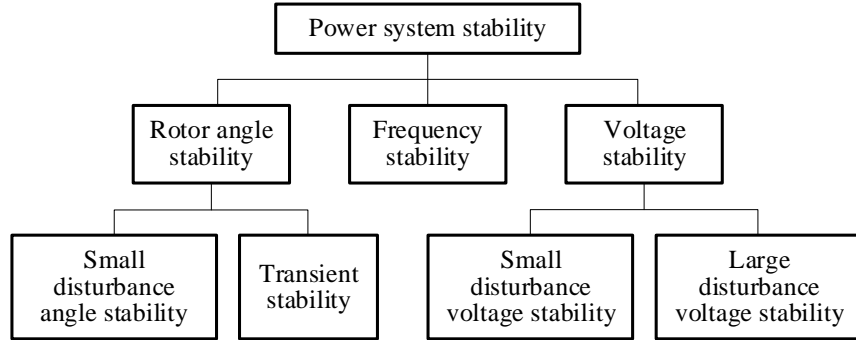 Power system stability
Rotor angle
stability
Frequency
stability
Voltage
stability
Small
disturbance
angle stability
Transient
stability
Small
disturbance
voltage stability
Large
disturbance
voltage stability